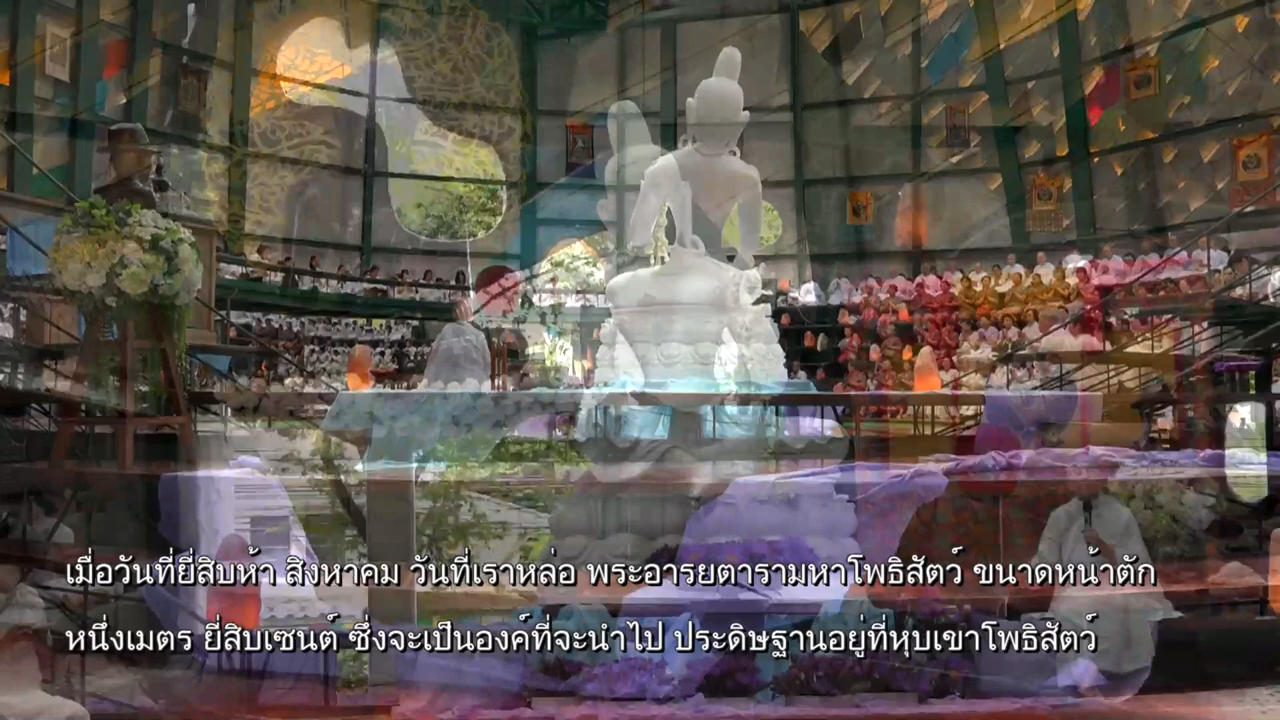 เมื่อวันที่ยี่สิบห้า สิงหาคม วันที่เราหล่อ พระอารยตารามหาโพธิสัตว์ ขนาดหน้าตัก
หนึ่งเมตร ยี่สิบเซนต์ ซึ่งจะเป็นองค์ที่จะนำไป ประดิษฐานอยู่ที่หุบเขาโพธิสัตว์